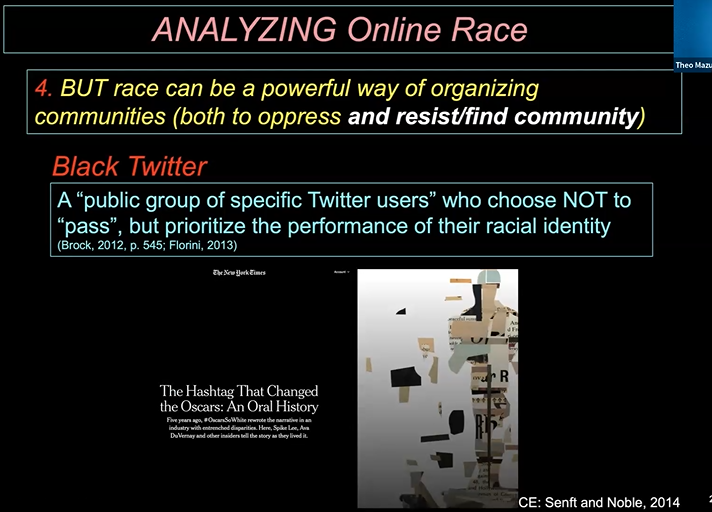 ANALYZING Online Race
Theo Mazu
4. BUT race can be a powerful way of organizing
communities (both to oppress and resist/find community)
Black Twitter
A “public group of specific Twitter users” who choose NOT to
“pass”, but prioritize the performance of their racial identity
(Brock, 2012, p. 545; Florini, 2013)
The New York Times
Account
The Hashtag That Changed
the Oscars: An Oral History
Five years ago, #OscarsSoWhite rewrote the narrative in an
industry with entrenched disparities. Here, Spike Lee, Ava
DuVernay and other insiders tell the story as they lived it.
CE: Senft and Noble, 2014
2